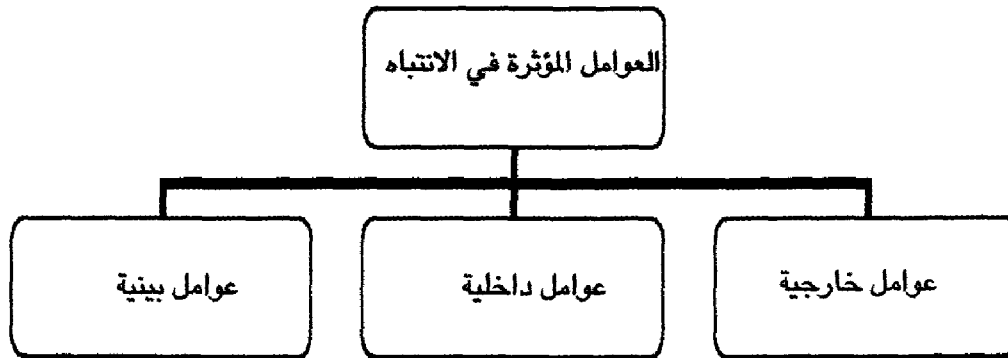 العوامل المؤثرة في الانتباه
عوامل خارجية
عوامل داخلية
عوامل بينية